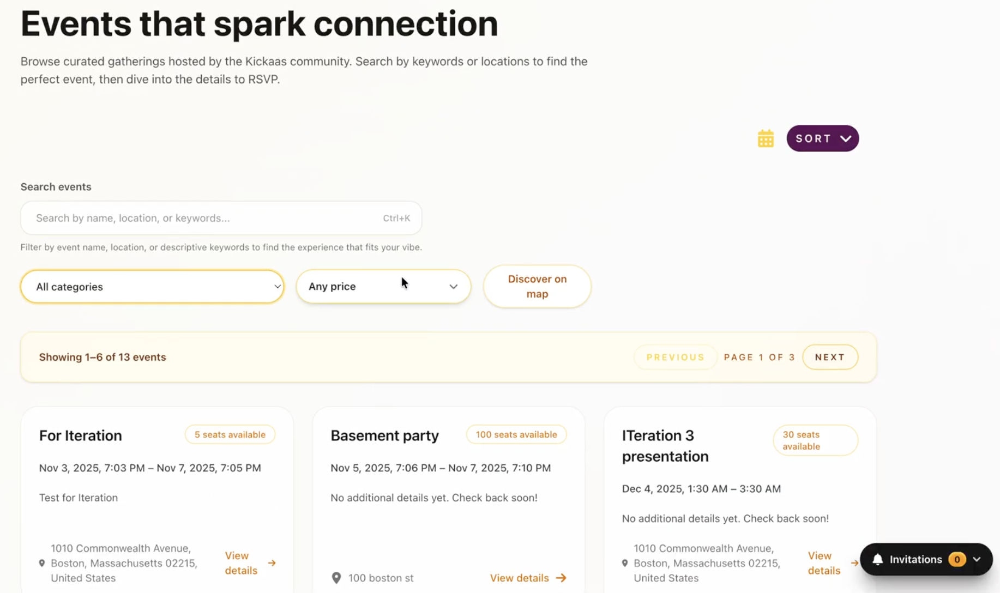 Events that spark connection
Browse curated gatherings hosted by the Kickaas community. Search by keywords or locations to find the
perfect event, then dive into the details to RSVP.
SORT
Search events
Search by name, location, or keywords... Ctrl+K
Filter by event name, location, or descriptive keywords to find the experience that fits your vibe.
All categories
Any price
Discover on
map
Showing 1–6 of 13 events
PREVIOUS PAGE 1 OF 3 NEXT
For Iteration
5 seats available
Nov 3, 2025, 7:03 PM – Nov 7, 2025, 7:05 PM
Test for Iteration
1010 Commonwealth Avenue,
Boston, Massachusetts 02215,
United States
View
details
Basement party
100 seats available
Nov 5, 2025, 7:06 PM – Nov 7, 2025, 7:10 PM
No additional details yet. Check back soon!
100 boston st
View details
ITeration 3
presentation
30 seats
available
Dec 4, 2025, 1:30 AM – 3:30 AM
No additional details yet. Check back soon!
1010 Commonwealth Avenue,
Boston, Massachusetts 02215,
United States
View
details
Invitations 0